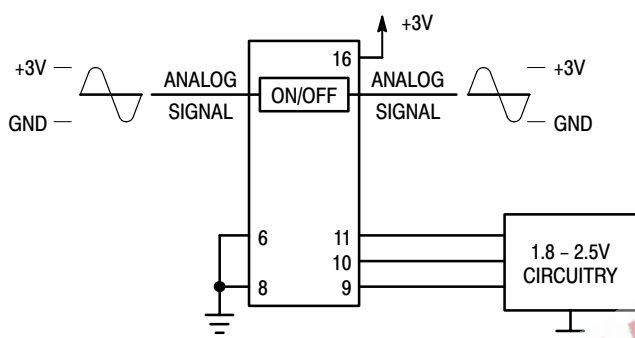 +3V
16
+3V
ANALOG
SIGNAL
ON/OFF
ANALOG
SIGNAL
+3V
GND
GND
6
11
10
8
9
1.8 – 2.5V
CIRCUITRY